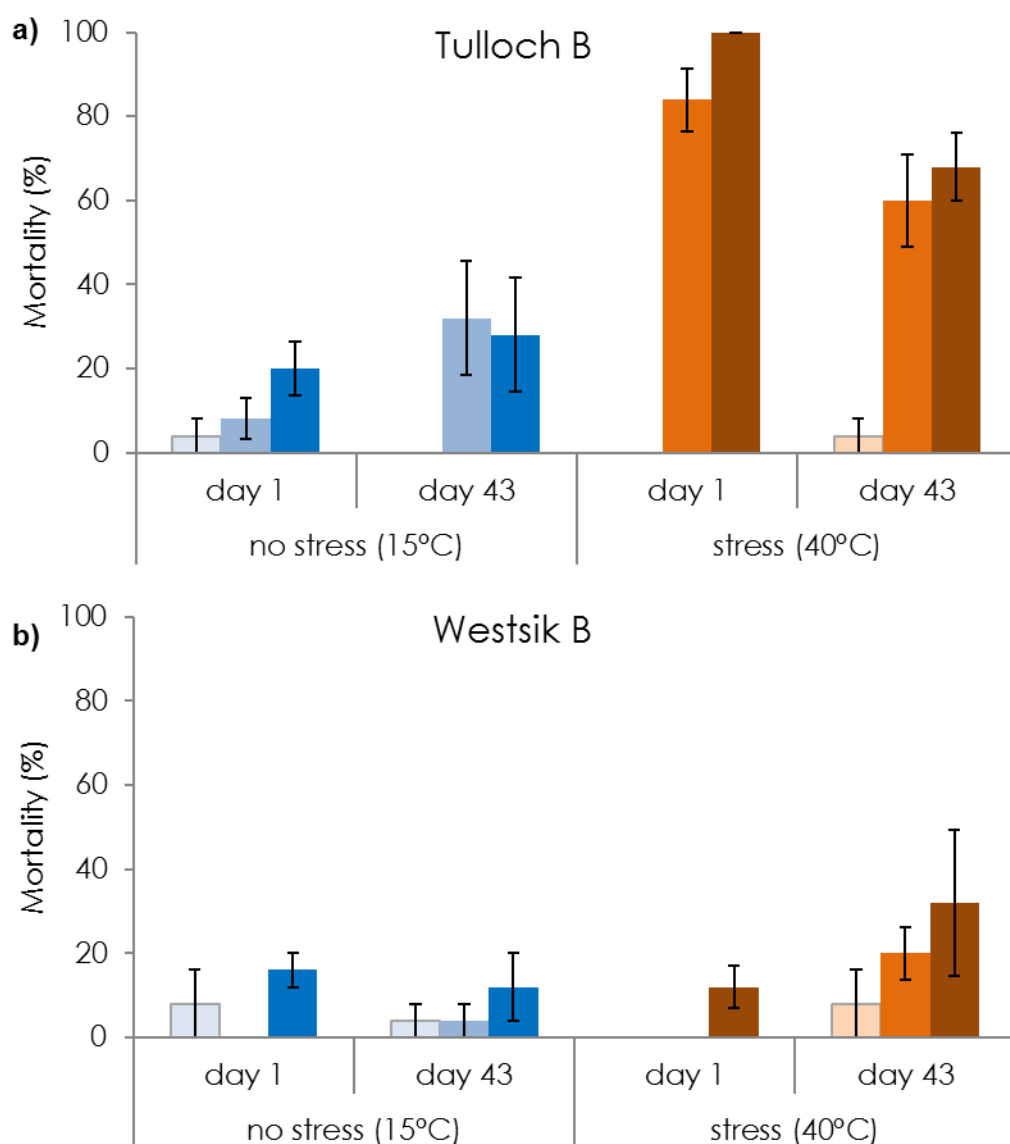 a)
Tulloch B
Mortality (%)
100
80
60
40
20
0
day 1 day 43 day 1 day 43
no stress (15°C) stress (40°C)
b)
Westsik B
Mortality (%)
100
80
60
40
20
0
day 1 day 43 day 1 day 43
no stress (15°C) stress (40°C)